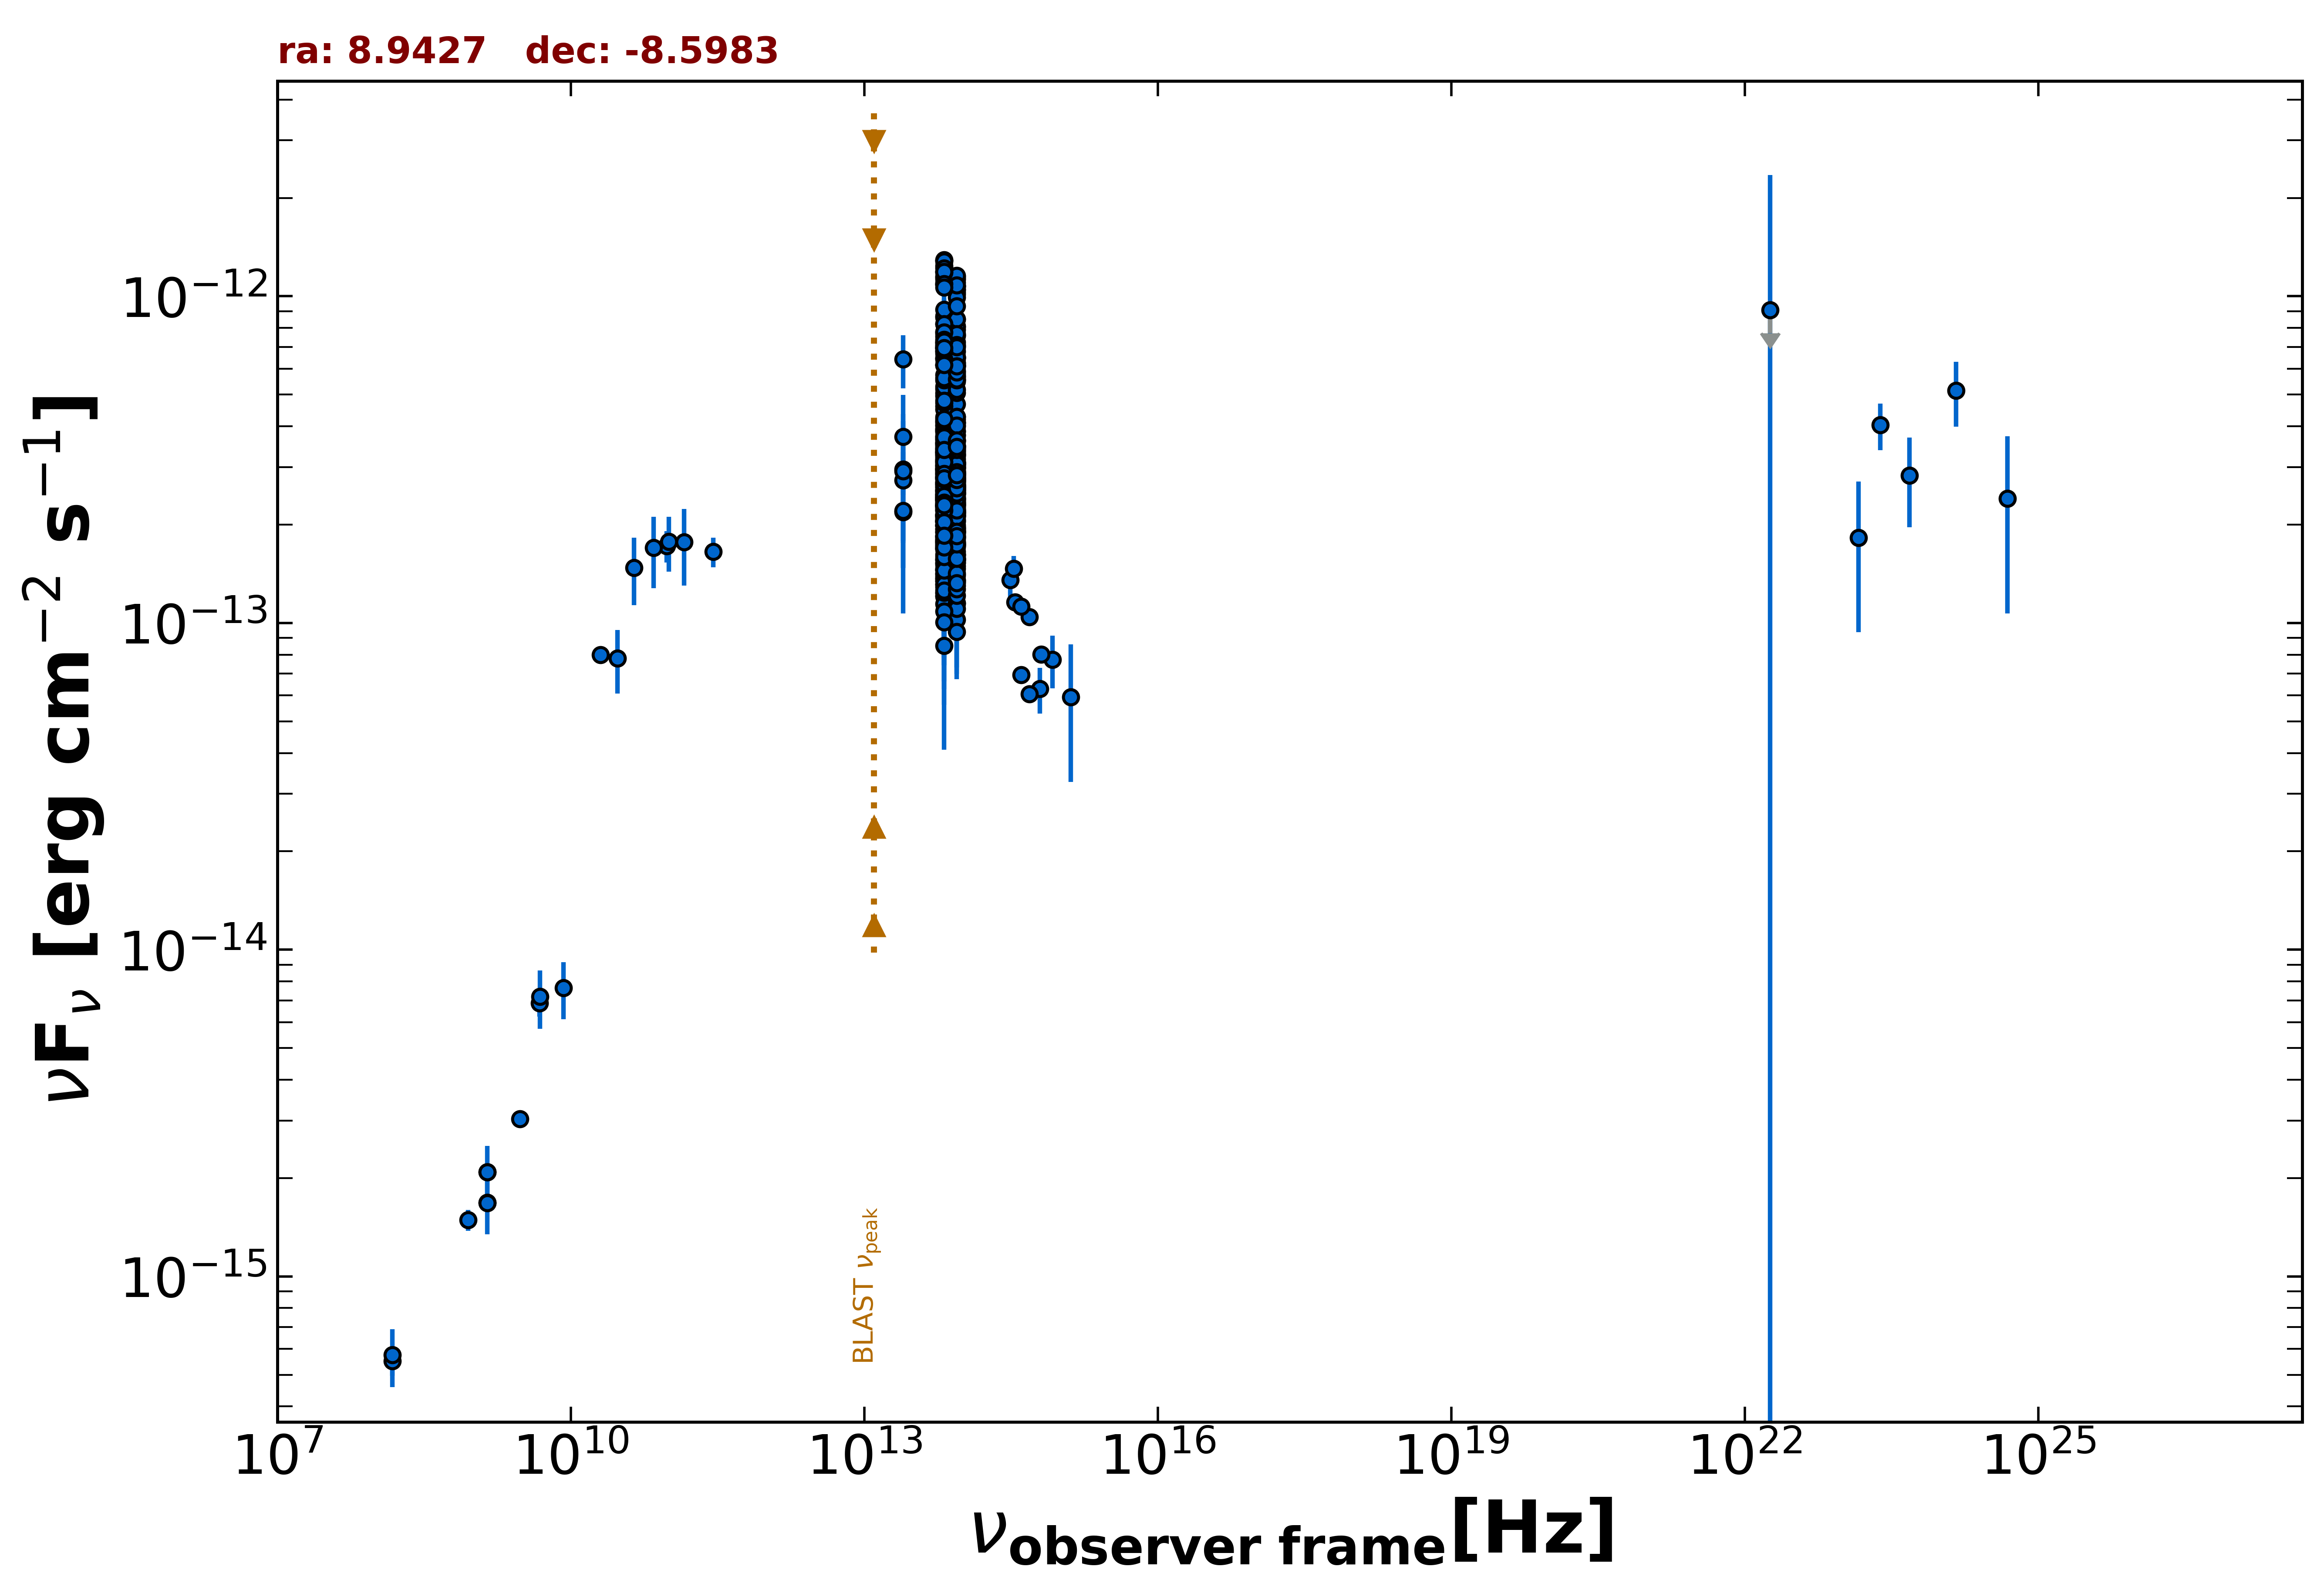 ra: 8.9427   dec: -8.5983
νFν [erg cm⁻² s⁻¹]
10⁻¹²
10⁻¹³
10⁻¹⁴
10⁻¹⁵
BLAST νpeak
10⁷ 10¹⁰ 10¹³ 10¹⁶ 10¹⁹ 10²² 10²⁵
νobserver frame[Hz]